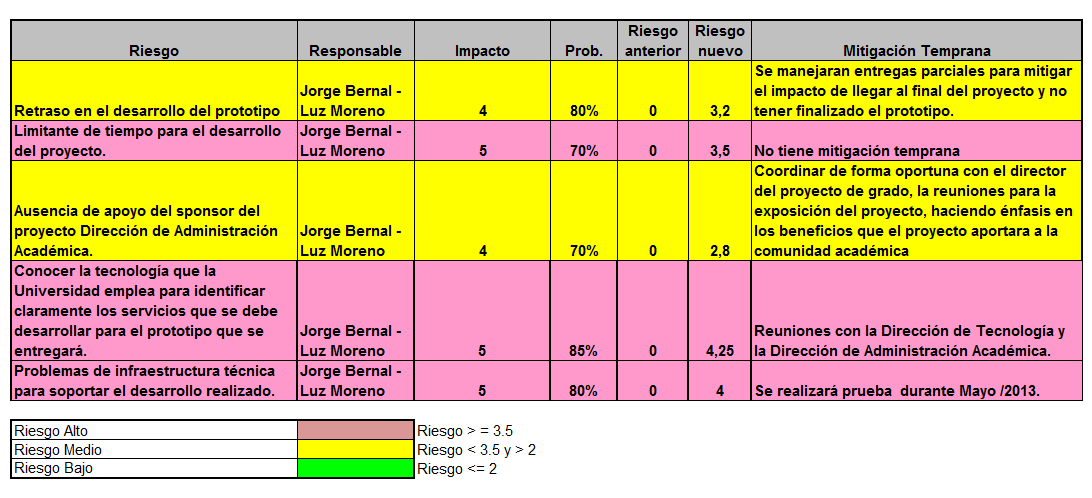 Riesgo Responsable Impacto Prob. Riesgo anterior Riesgo nuevo Mitigación Temprana
Retraso en el desarrollo del prototipo
Jorge Bernal -
Luz Moreno
4 80% 0 3,2
Se manejaran entregas parciales para mitigar
el impacto de llegar al final del proyecto y no
tener finalizado el prototipo.
Limitante de tiempo para el desarrollo
del proyecto.
Jorge Bernal -
Luz Moreno
5 70% 0 3,5
No tiene mitigación temprana
Ausencia de apoyo del sponsor del
proyecto Dirección de Administración
Académica.
Jorge Bernal -
Luz Moreno
4 70% 0 2,8
Coordinar de forma oportuna con el director
del proyecto de grado, la reuniones para la
exposición del proyecto, haciendo énfasis en
los beneficios que el proyecto aportara a la
comunidad académica
Conocer la tecnología que la
Universidad emplea para identificar
claramente los servicios que se debe
desarrollar para el prototipo que se
entregará.
Jorge Bernal -
Luz Moreno
5 85% 0 4,25
Reuniones con la Dirección de Tecnología y
la Dirección de Administración Académica.
Problemas de infraestructura técnica
para soportar el desarrollo realizado.
Jorge Bernal -
Luz Moreno
5 80% 0 4
Se realizará prueba durante Mayo /2013.
Riesgo Alto Riesgo > = 3.5
Riesgo Medio Riesgo < 3.5 y > 2
Riesgo Bajo Riesgo <= 2